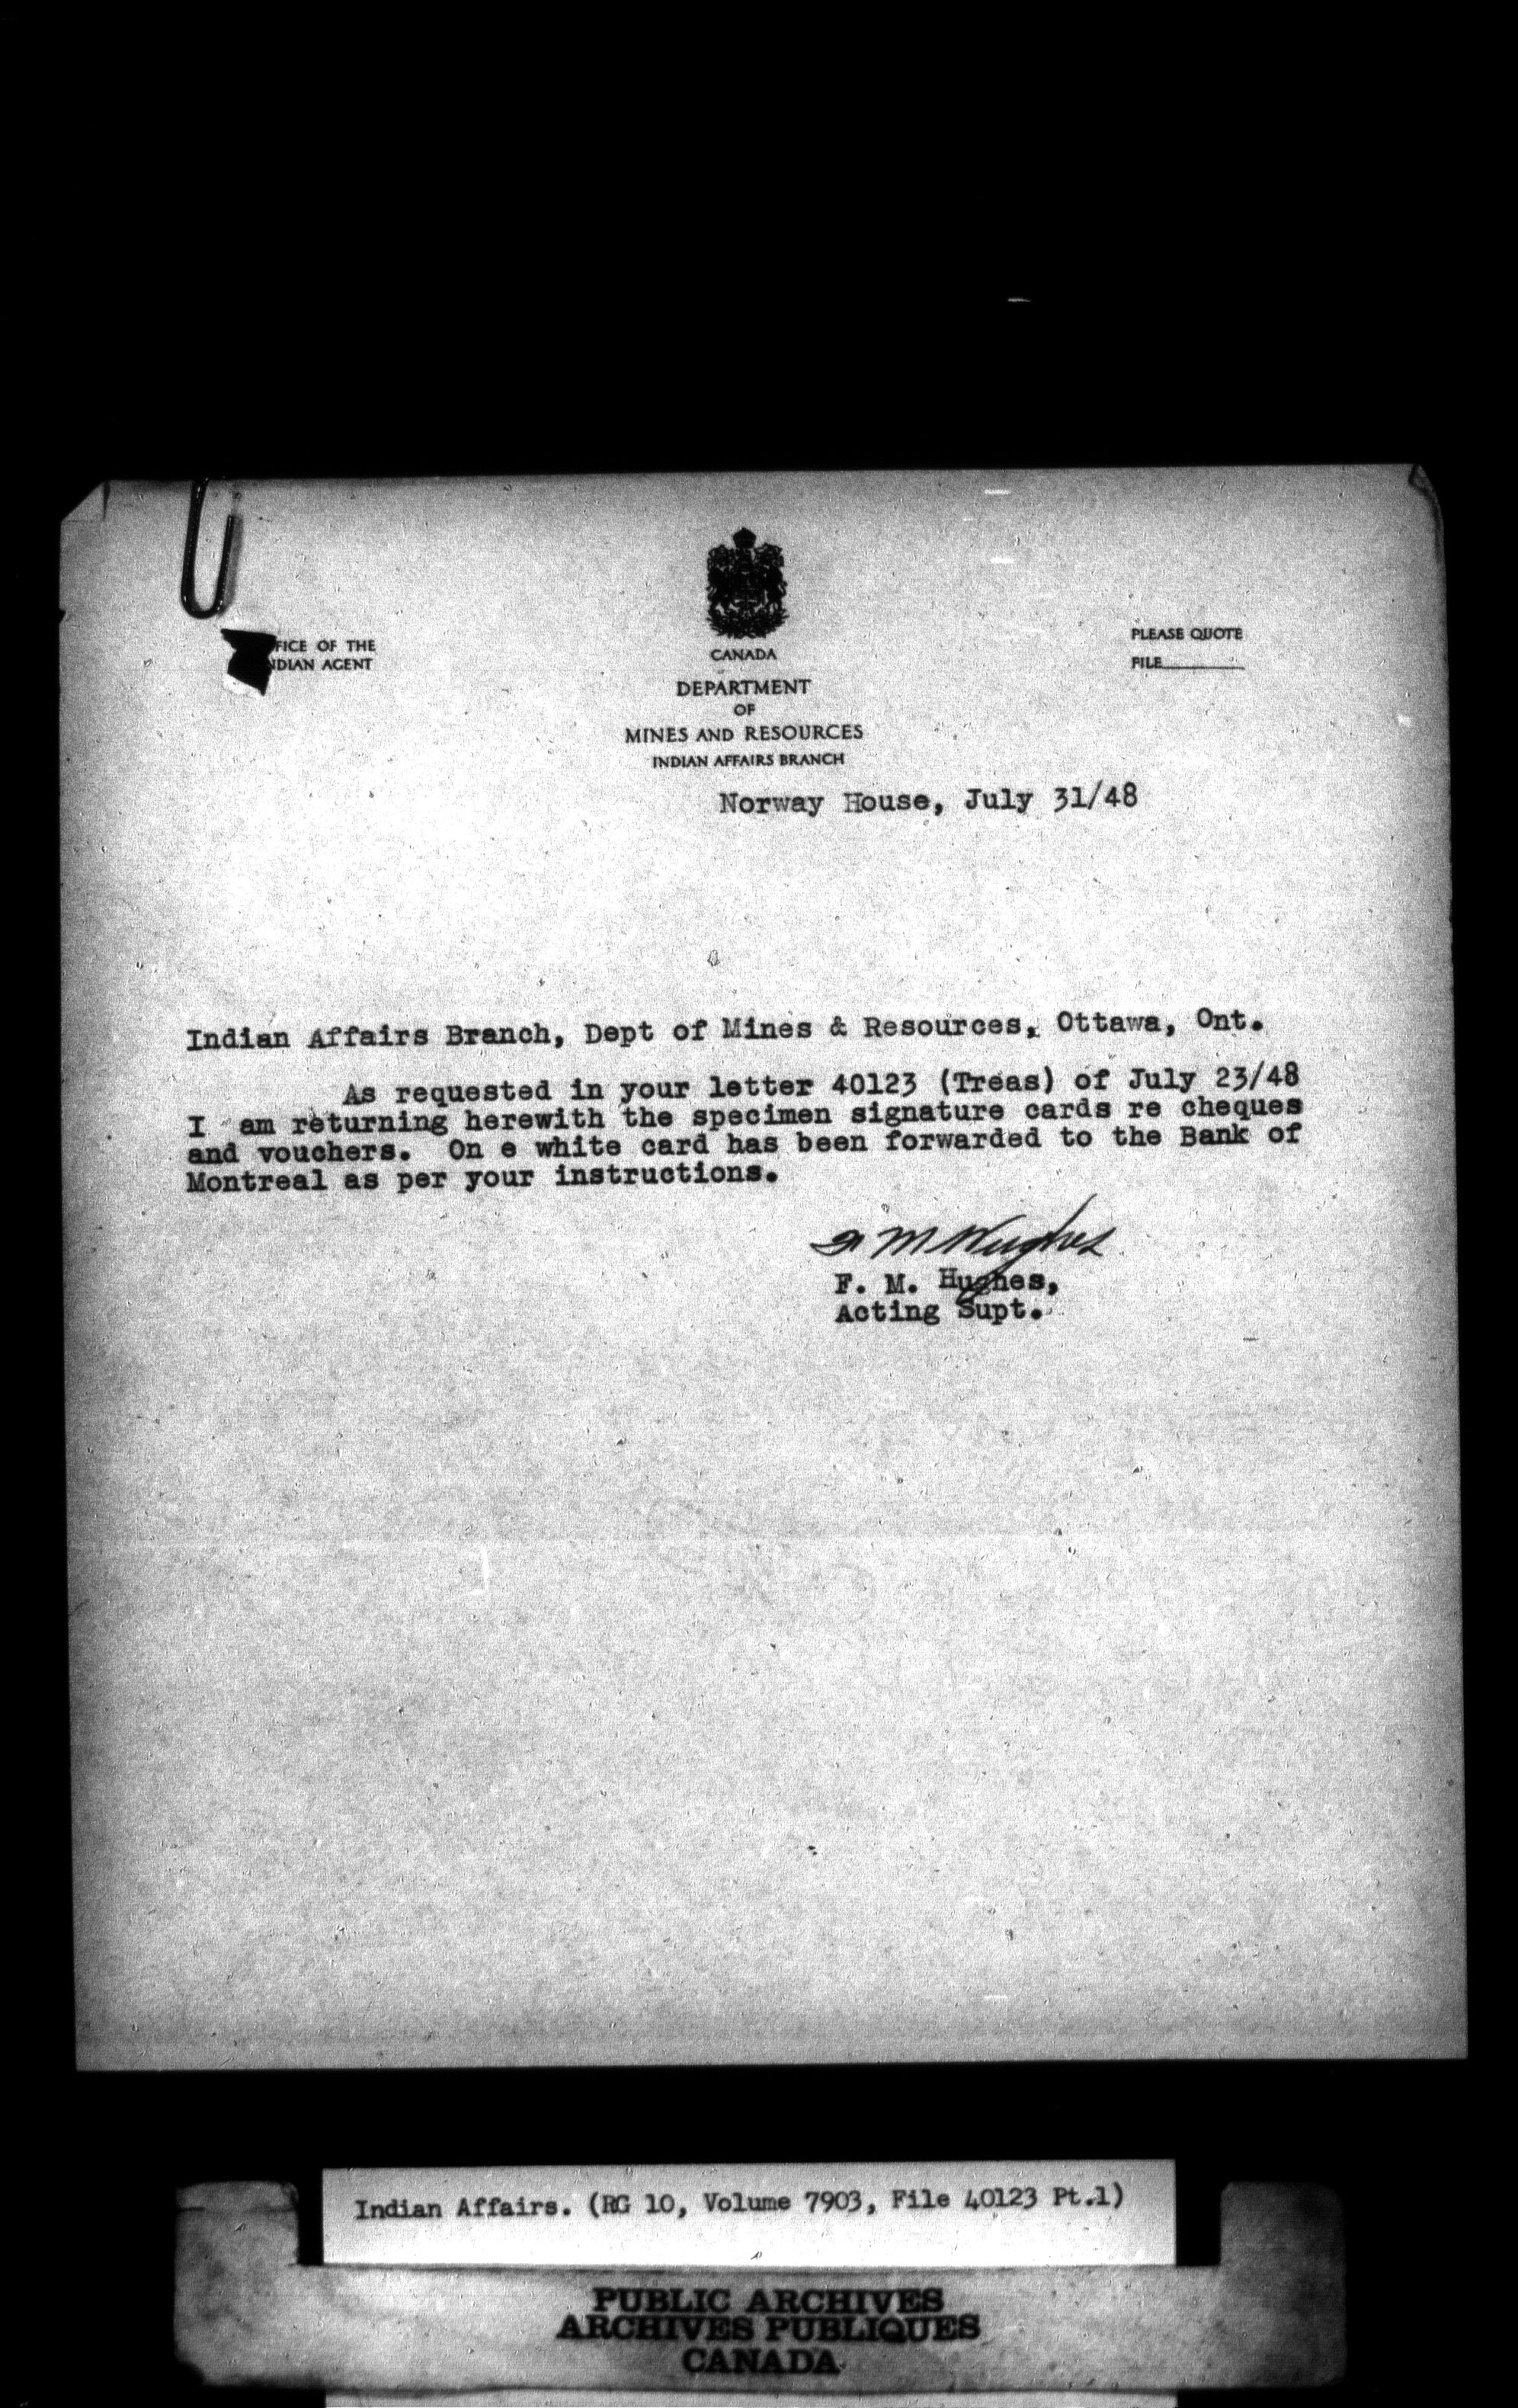 FICE OF THE
NDIAN AGENT
CANADA
DEPARTMENT
OF
MINES AND RESOURCES
INDIAN AFFAIRS BRANCH
PLEASE QUOTE
FILE
Norway House, July 31/48
Indian Affairs Branch, Dept of Mines & Resources, Ottawa, Ont.
As requested in your letter 40123 (Treas) of July 23/48
I am returning herewith the specimen signature cards re cheques
and vouchers. On e white card has been forwarded to the Bank of
Montreal as per your instructions.
F M Hughes
F. M. Hughes,
Acting Supt.
Indian Affairs. (RG 10, Volume 7903, File 40123 Pt.1)
PUBLIC ARCHIVES
ARCHIVES PUBLIQUES
CANADA